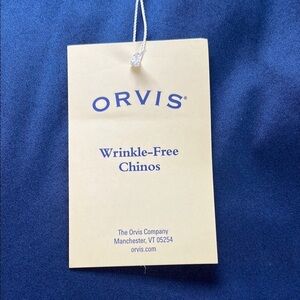 ORVIS®
Wrinkle-Free
Chinos
The Orvis Company
Manchester, VT 05254
orvis.com